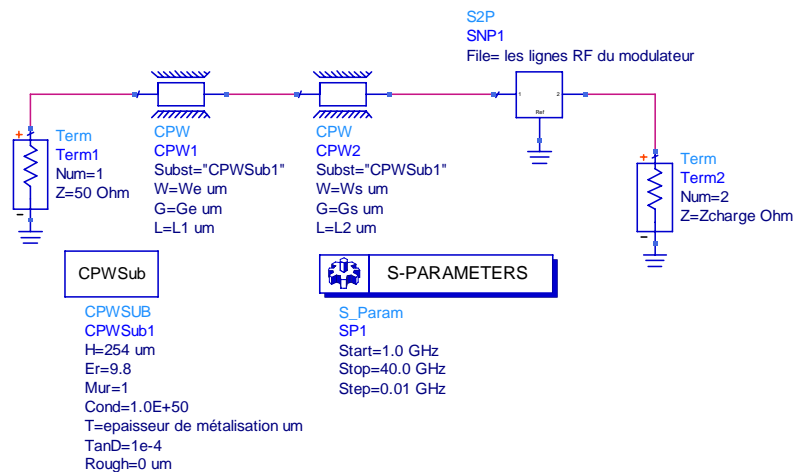 S2P
SNP1
File= les lignes RF du modulateur
1
2
Ref
+
Term
Term1
Num=1
Z=50 Ohm
-
CPW
CPW1
Subst="CPWSub1"
W=We um
G=Ge um
L=L1 um
CPW
CPW2
Subst="CPWSub1"
W=Ws um
G=Gs um
L=L2 um
+
Term
Term2
Num=2
Z=Zcharge Ohm
-
CPWSub
CPWSUB
CPWSub1
H=254 um
Er=9.8
Mur=1
Cond=1.0E+50
T=epaisseur de métalisation um
TanD=1e-4
Rough=0 um
S-PARAMETERS
S_Param
SP1
Start=1.0 GHz
Stop=40.0 GHz
Step=0.01 GHz